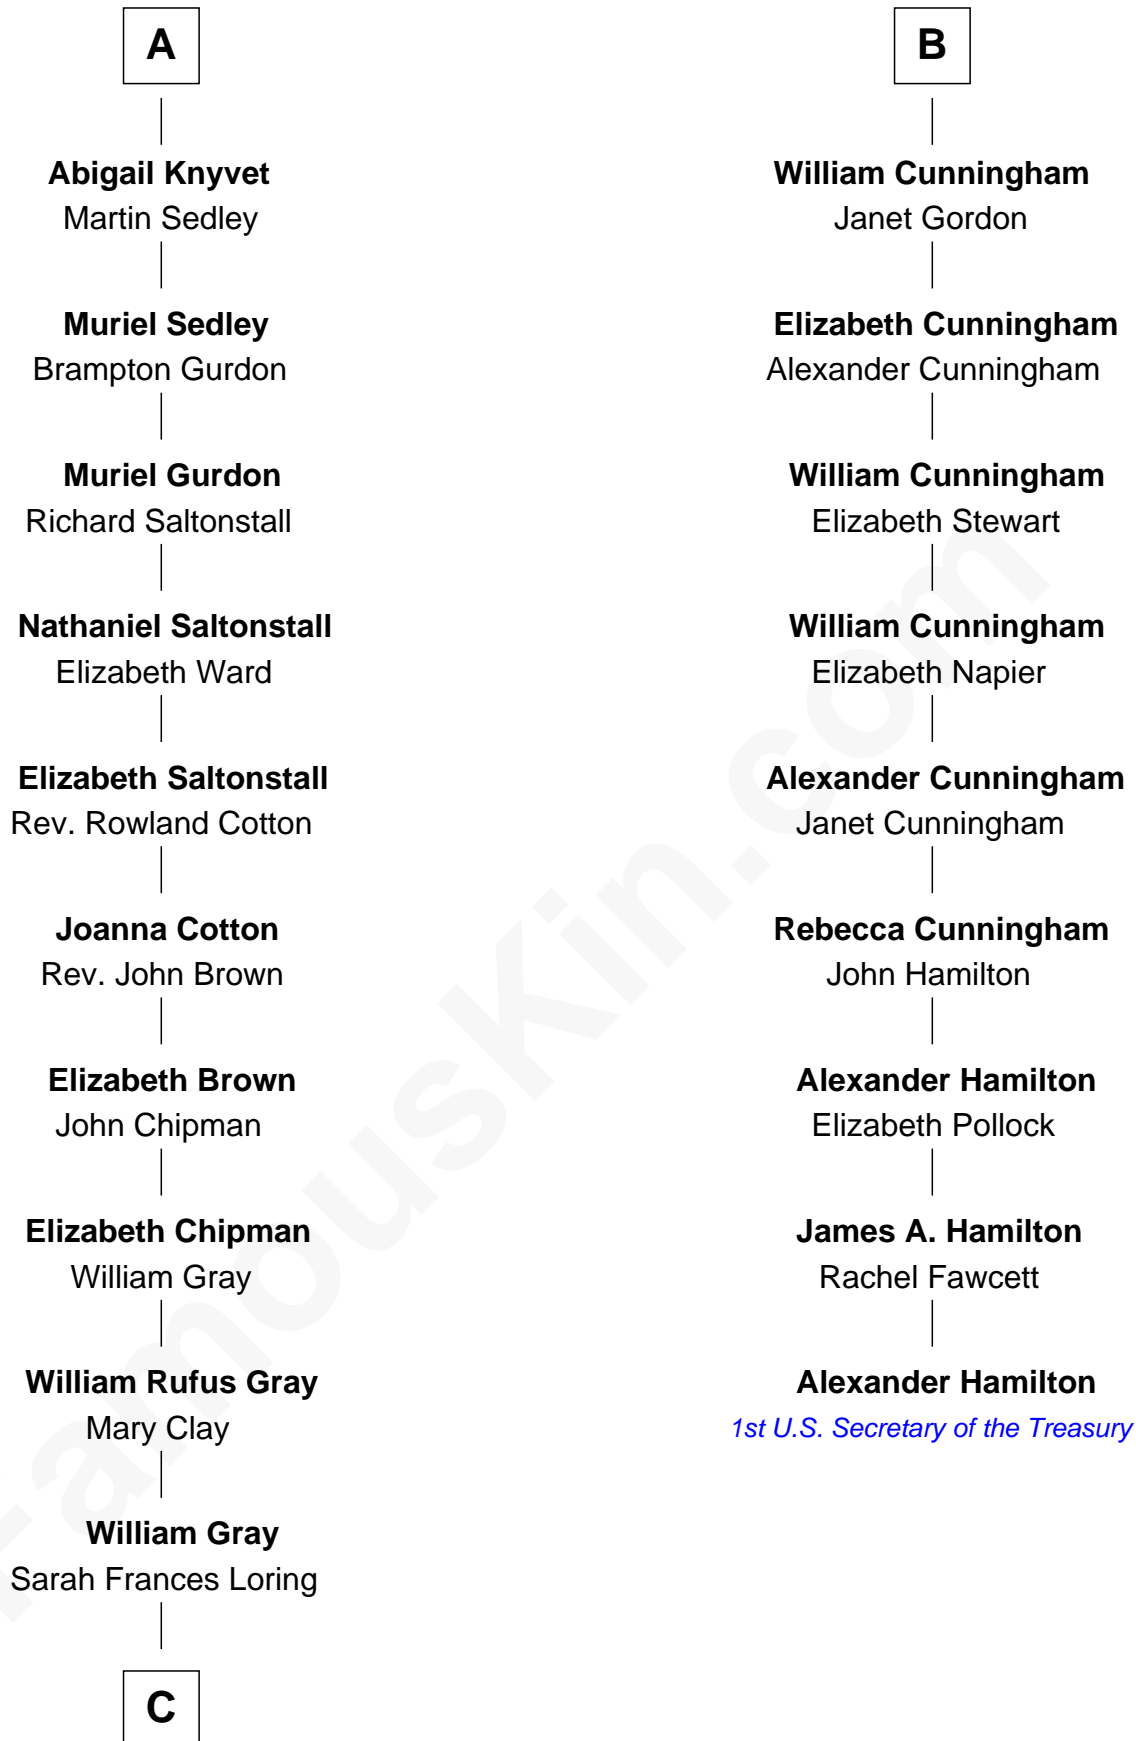 A
Abigail Knyvet
Martin Sedley
Muriel Sedley
Brampton Gurdon
Muriel Gurdon
Richard Saltonstall
Nathaniel Saltonstall
Elizabeth Ward
Elizabeth Saltonstall
Rev. Rowland Cotton
Joanna Cotton
Rev. John Brown
Elizabeth Brown
John Chipman
Elizabeth Chipman
William Gray
William Rufus Gray
Mary Clay
William Gray
Sarah Frances Loring
C
B
William Cunningham
Janet Gordon
Elizabeth Cunningham
Alexander Cunningham
William Cunningham
Elizabeth Stewart
William Cunningham
Elizabeth Napier
Alexander Cunningham
Janet Cunningham
Rebecca Cunningham
John Hamilton
Alexander Hamilton
Elizabeth Pollock
James A. Hamilton
Rachel Fawcett
Alexander Hamilton
1st U.S. Secretary of the Treasury
FamousKin.com